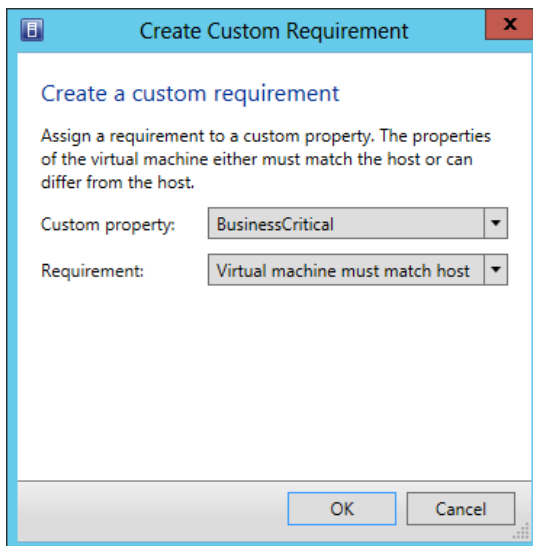 Create Custom Requirement
x
Create a custom requirement
Assign a requirement to a custom property. The properties
of the virtual machine either must match the host or can
differ from the host.
Custom property: BusinessCritical
Requirement: Virtual machine must match host
OK Cancel